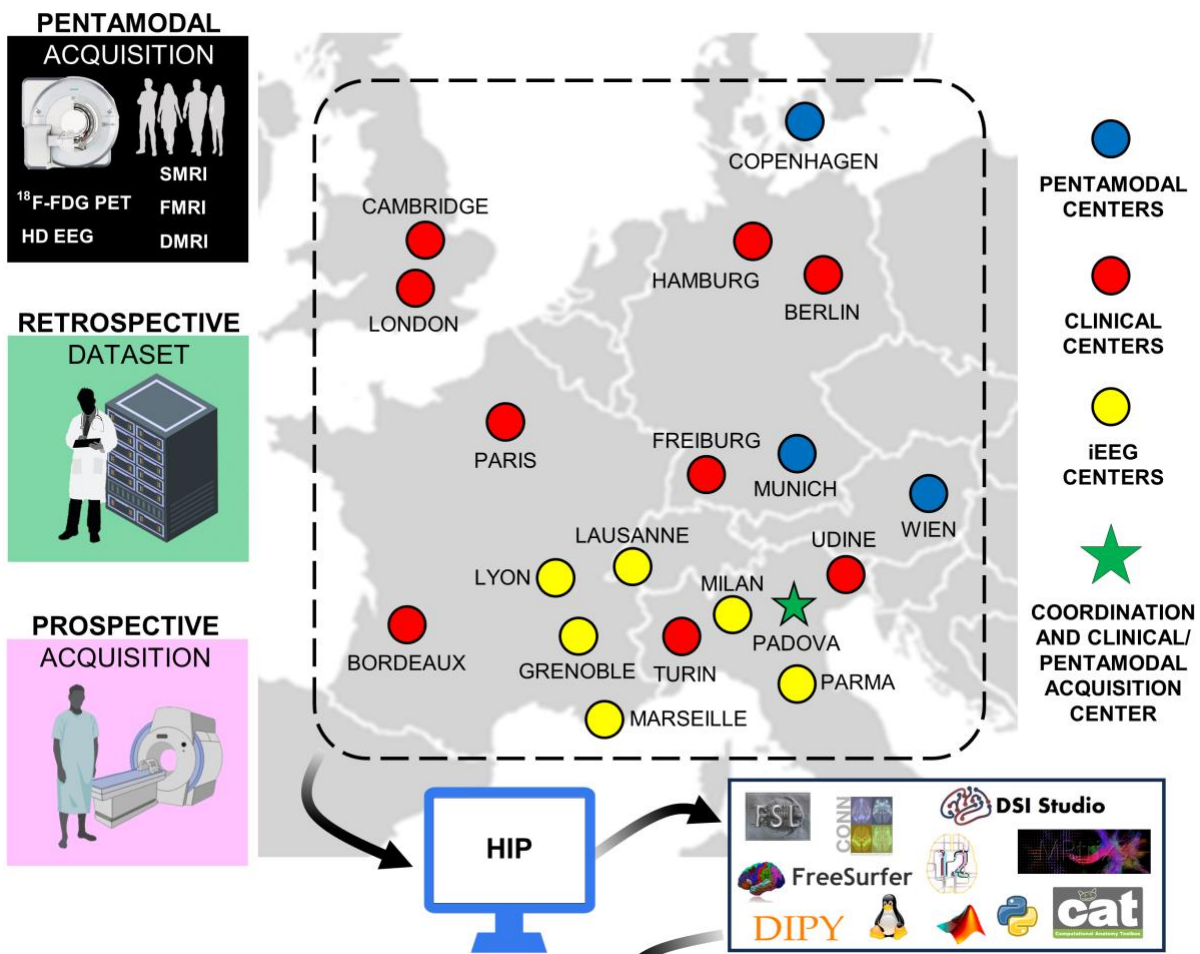 PENTAMODAL
ACQUISITION
SMRI
¹⁸F-FDG PET
FMRI
HD EEG
DMRI
RETROSPECTIVE
DATASET
PROSPECTIVE
ACQUISITION
COPENHAGEN
CAMBRIDGE
HAMBURG
LONDON
BERLIN
PARIS
FREIBURG
MUNICH
WIEN
LAUSANNE
UDINE
LYON
MILAN
PADOVA
BORDEAUX
GRENOBLE
TURIN
PARMA
MARSEILLE
PENTAMODAL
CENTERS
CLINICAL
CENTERS
iEEG
CENTERS
COORDINATION
AND CLINICAL/
PENTAMODAL
ACQUISITION
CENTER
HIP
FSL
CONN
DSI Studio
FreeSurfer
DIPY
cat
Computational Anatomy Toolbox